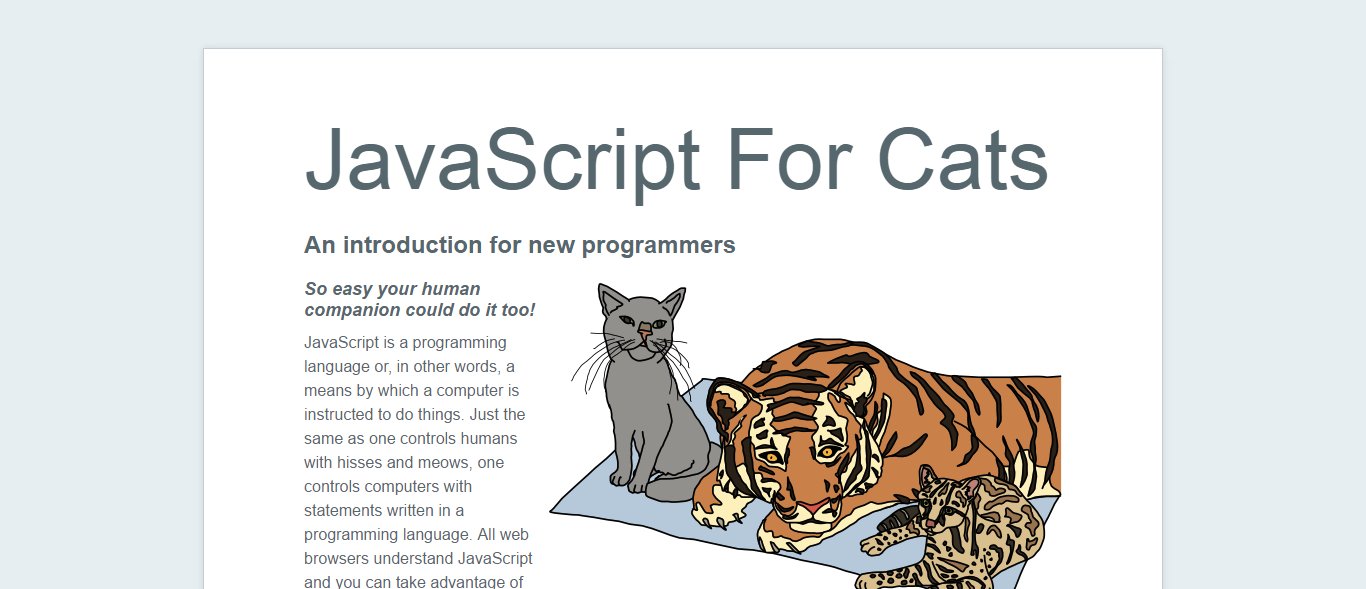 JavaScript For Cats
An introduction for new programmers
So easy your human
companion could do it too!
JavaScript is a programming
language or, in other words, a
means by which a computer is
instructed to do things. Just the
same as one controls humans
with hisses and meows, one
controls computers with
statements written in a
programming language. All web
browsers understand JavaScript
and you can take advantage of